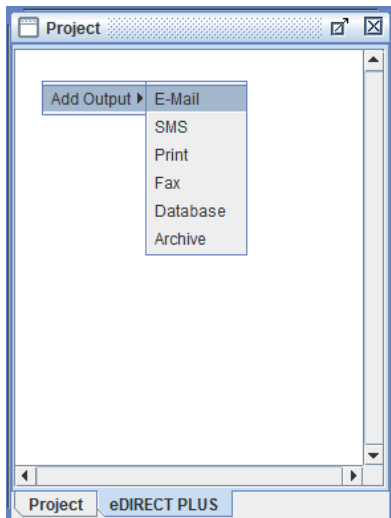 Project
Add Output
E-Mail
SMS
Print
Fax
Database
Archive
Project
eDIRECT PLUS